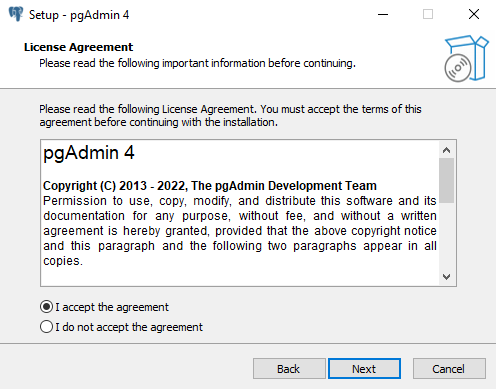 Setup - pgAdmin 4
License Agreement
Please read the following important information before continuing.
Please read the following License Agreement. You must accept the terms of this
agreement before continuing with the installation.
pgAdmin 4
Copyright (C) 2013 - 2022, The pgAdmin Development Team
Permission to use, copy, modify, and distribute this software and its
documentation for any purpose, without fee, and without a written
agreement is hereby granted, provided that the above copyright notice
and this paragraph and the following two paragraphs appear in all
copies.
I accept the agreement
I do not accept the agreement
Back
Next
Cancel